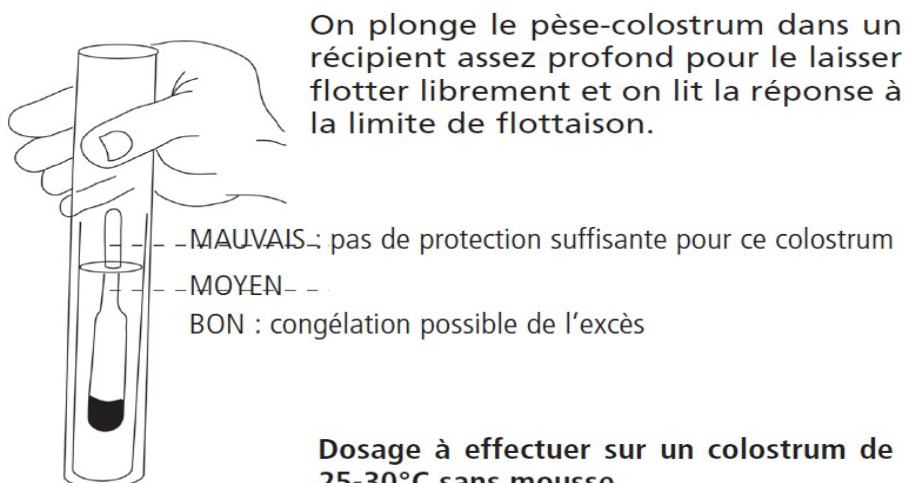 On plonge le pèse-colostrum dans un
récipient assez profond pour le laisser
flotter librement et on lit la réponse à
la limite de flottaison.
MAUVAIS : pas de protection suffisante pour ce colostrum
MOYEN
BON : congélation possible de l'excès
Dosage à effectuer sur un colostrum de
25-30°C sans mousse